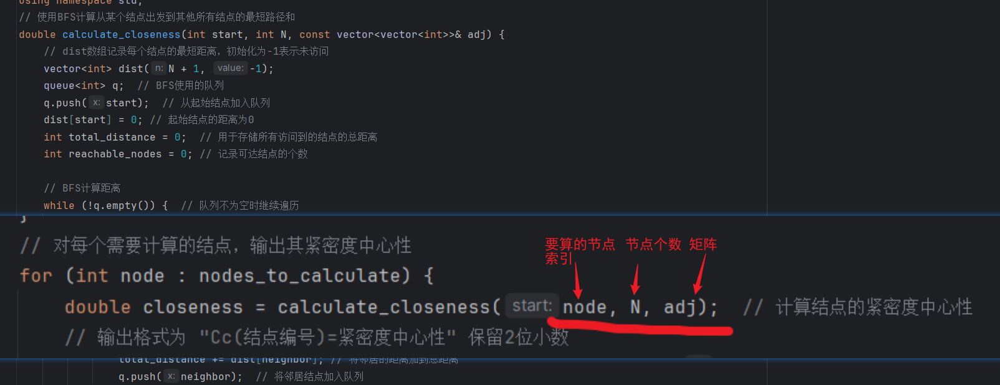 using namespace std;
// 使用BFS计算从某个结点出发到其他所有结点的最短路径和
double calculate_closeness(int start, int N, const vector<vector<int>>& adj) {
// dist数组记录每个结点的最短距离，初始化为-1表示未访问
vector<int> dist( n: N + 1, value: -1);
queue<int> q; // BFS使用的队列
q.push( x: start); // 从起始结点加入队列
dist[start] = 0; // 起始结点的距离为0
int total_distance = 0; // 用于存储所有访问到的结点的总距离
int reachable_nodes = 0; // 记录可达结点的个数
// BFS计算距离
while (!q.empty()) { // 队列不为空时继续遍历
}
// 对每个需要计算的结点，输出其紧密度中心性
要算的节点 节点个数 矩阵
索引
for (int node : nodes_to_calculate) {
double closeness = calculate_closeness( start: node, N, adj); // 计算结点的紧密度中心性
// 输出格式为 "Cc(结点编号)=紧密度中心性" 保留2位小数
total_distance += dist[neighbor]; // 将邻居的距离加到总距离
q.push( x: neighbor); // 将邻居结点加入队列